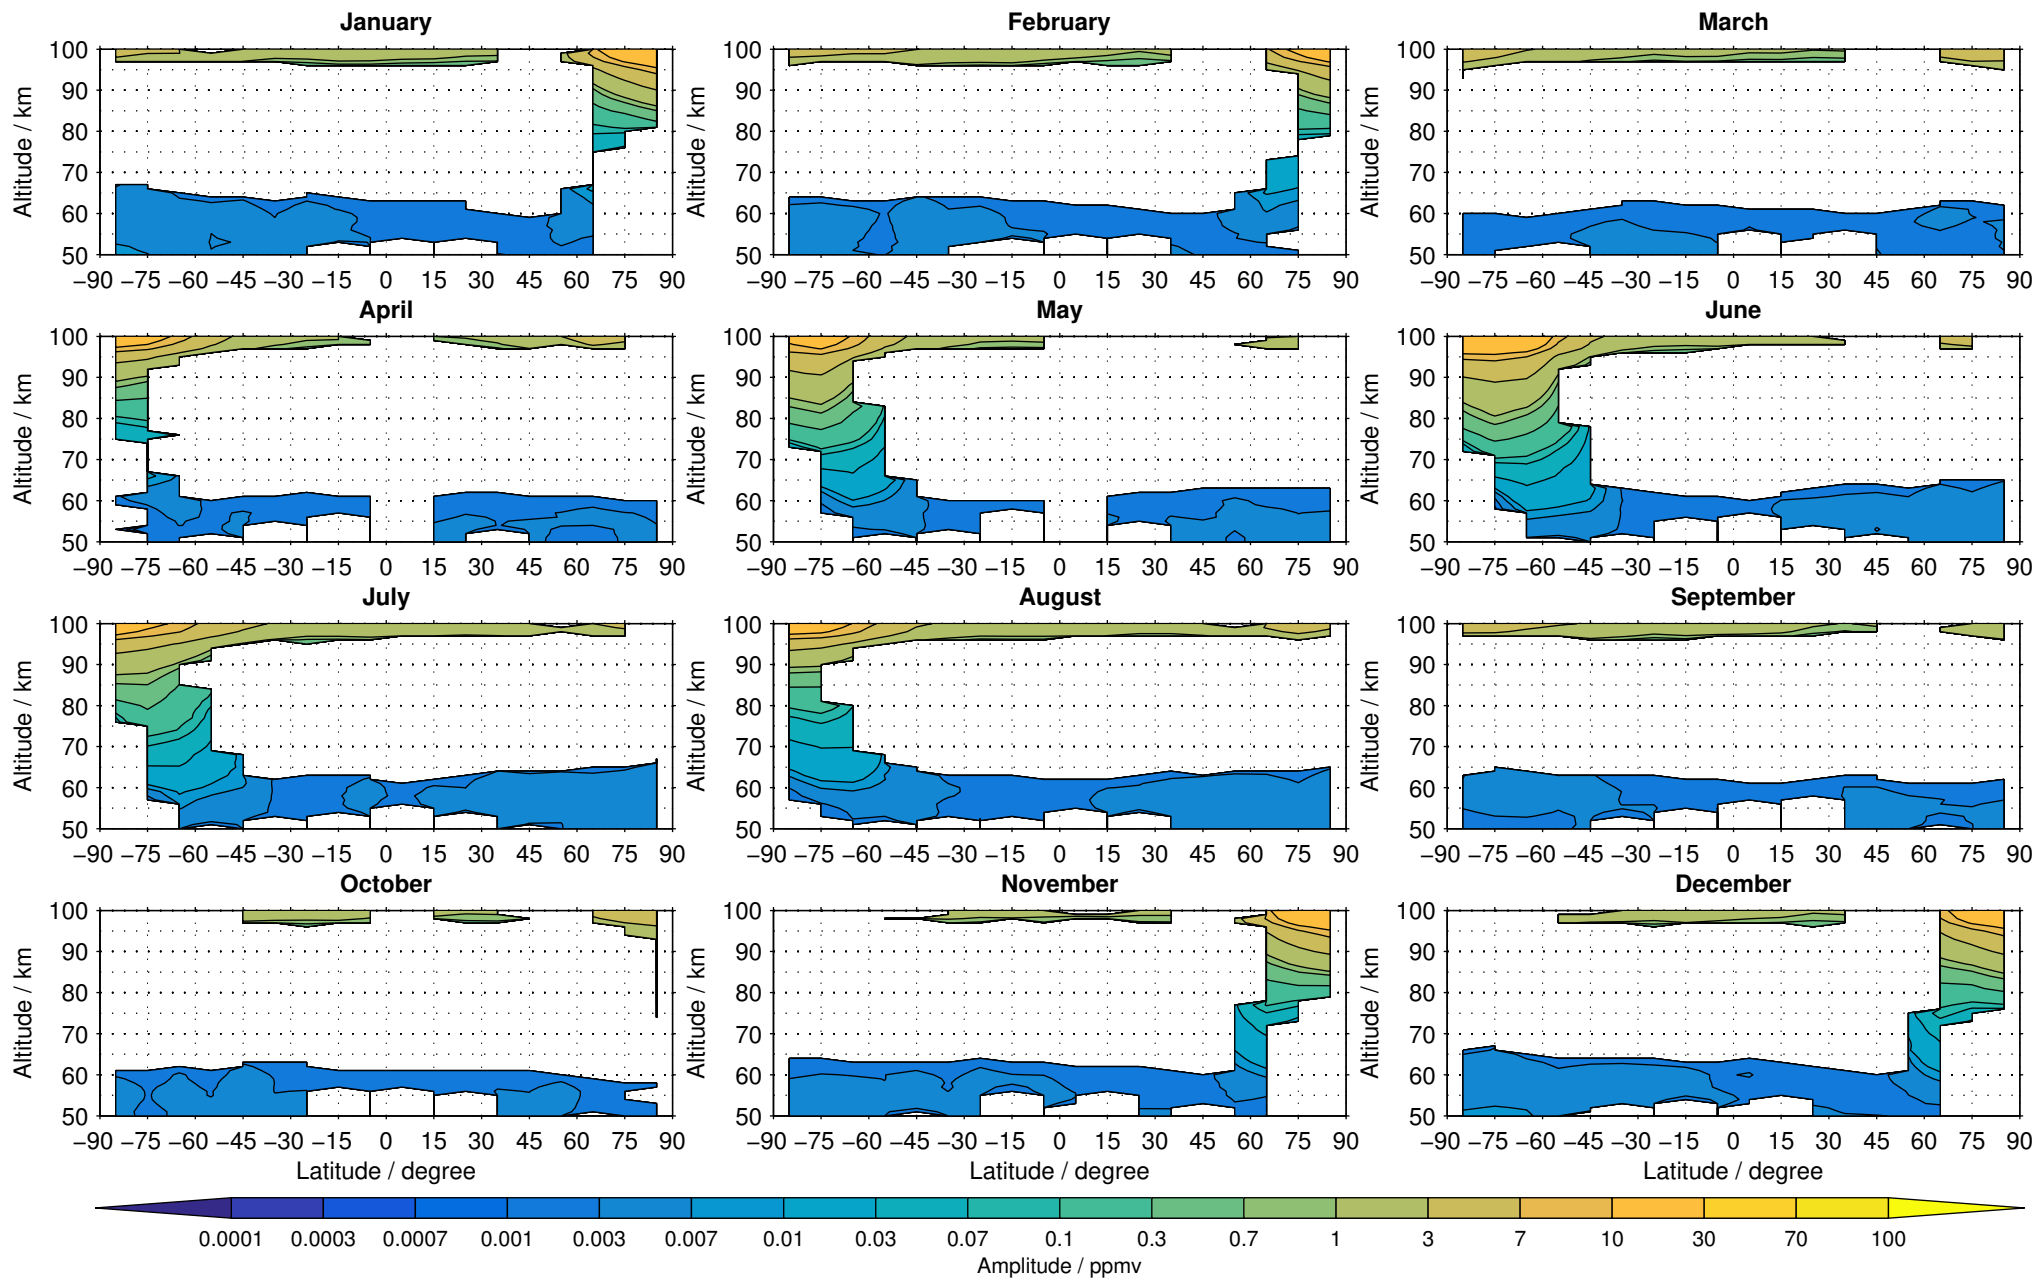 January February March
100
90
80
70
60
50
Altitude / km
−90 −75 −60 −45 −30 −15 0 15 30 45 60 75 90
100
90
80
70
60
50
Altitude / km
−90 −75 −60 −45 −30 −15 0 15 30 45 60 75 90
100
90
80
70
60
50
Altitude / km
−90 −75 −60 −45 −30 −15 0 15 30 45 60 75 90
April May June
100
90
80
70
60
50
Altitude / km
−90 −75 −60 −45 −30 −15 0 15 30 45 60 75 90
100
90
80
70
60
50
Altitude / km
−90 −75 −60 −45 −30 −15 0 15 30 45 60 75 90
100
90
80
70
60
50
Altitude / km
−90 −75 −60 −45 −30 −15 0 15 30 45 60 75 90
July August September
100
90
80
70
60
50
Altitude / km
−90 −75 −60 −45 −30 −15 0 15 30 45 60 75 90
100
90
80
70
60
50
Altitude / km
−90 −75 −60 −45 −30 −15 0 15 30 45 60 75 90
100
90
80
70
60
50
Altitude / km
−90 −75 −60 −45 −30 −15 0 15 30 45 60 75 90
October November December
100
90
80
70
60
50
Altitude / km
−90 −75 −60 −45 −30 −15 0 15 30 45 60 75 90
Latitude / degree
100
90
80
70
60
50
Altitude / km
−90 −75 −60 −45 −30 −15 0 15 30 45 60 75 90
Latitude / degree
100
90
80
70
60
50
Altitude / km
−90 −75 −60 −45 −30 −15 0 15 30 45 60 75 90
Latitude / degree
0.0001 0.0003 0.0007 0.001 0.003 0.007 0.01 0.03 0.07 0.1 0.3 0.7 1 3 7 10 30 70 100
Amplitude / ppmv